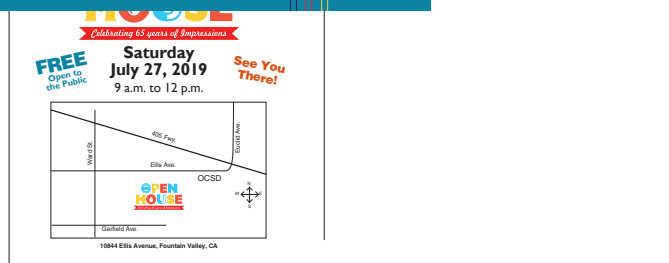 HOUSE
Celebrating 65 years of Impressions
FREE
Open to
the Public
Saturday
July 27, 2019
9 a.m. to 12 p.m.
See You
There!
405 Fwy.
Euclid Ave.
Ward St.
Ellis Ave.
OCSD
OPEN
HOUSE
N
W
E
S
Garfield Ave.
10844 Ellis Avenue, Fountain Valley, CA